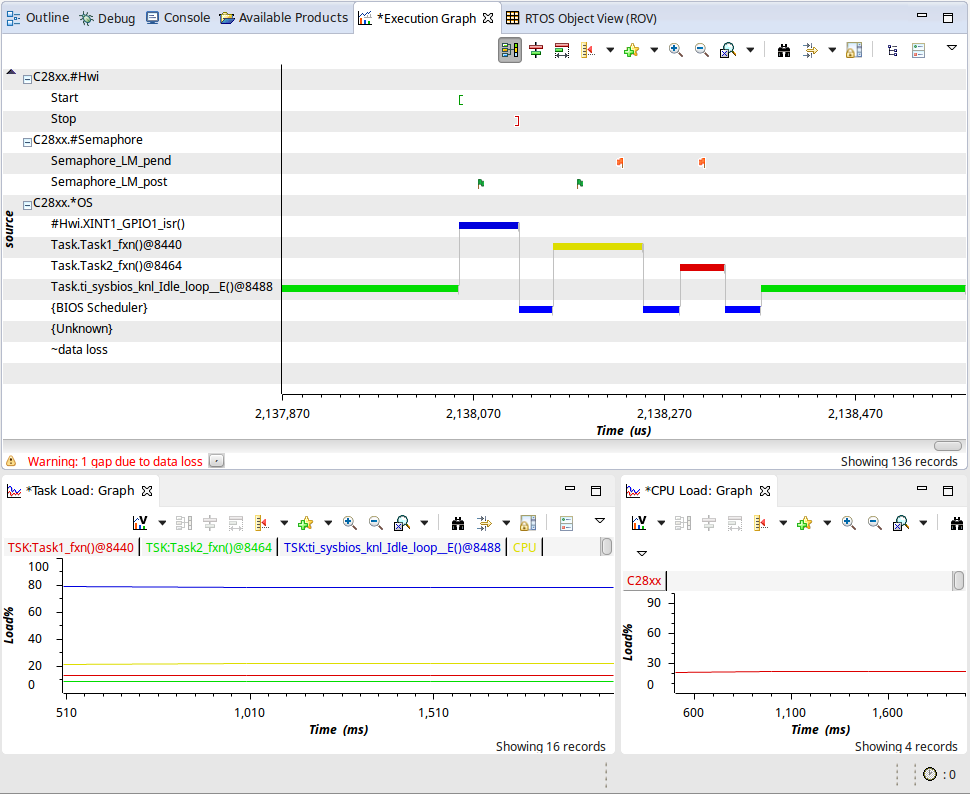 Outline Debug Console Available Products *Execution Graph RTOS Object View (ROV)
C28xx.#Hwi
Start
Stop
C28xx.#Semaphore
Semaphore_LM_pend
Semaphore_LM_post
C28xx.*OS
#Hwi.XINT1_GPIO1_isr()
Task.Task1_fxn()@8440
Task.Task2_fxn()@8464
Task.ti_sysbios_knl_Idle_loop__E()@8488
{BIOS Scheduler}
{Unknown}
~data loss
source
2,137,870 2,138,070 2,138,270 2,138,470
Time (us)
Warning: 1 gap due to data loss Showing 136 records
*Task Load: Graph
TSK:Task1_fxn()@8440 TSK:Task2_fxn()@8464 TSK:ti_sysbios_knl_Idle_loop__E()@8488 CPU
100
80
60
40
20
0
Load%
510 1,010 1,510
Time (ms)
Showing 16 records
*CPU Load: Graph
C28xx
90
60
30
0
Load%
600 1,100 1,600
Time (ms)
Showing 4 records
: 0